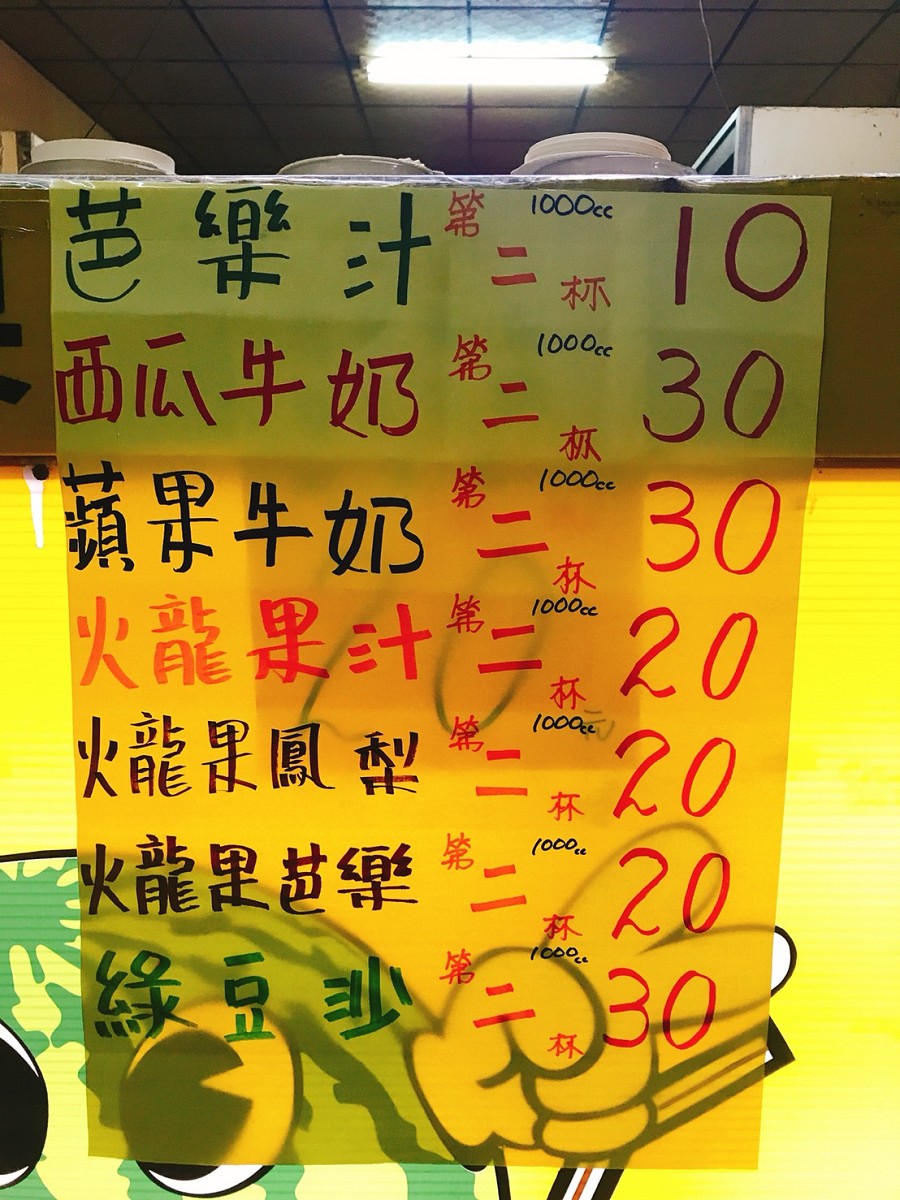 芭樂汁 第二杯 1000cc 10
西瓜牛奶 第二杯 1000cc 30
蘋果牛奶 第二杯 1000cc 30
火龍果汁 第二杯 1000cc 20
火龍果鳳梨 第二杯 1000cc 20
火龍果芭樂 第二杯 1000cc 20
綠豆沙 第二杯 1000cc 30